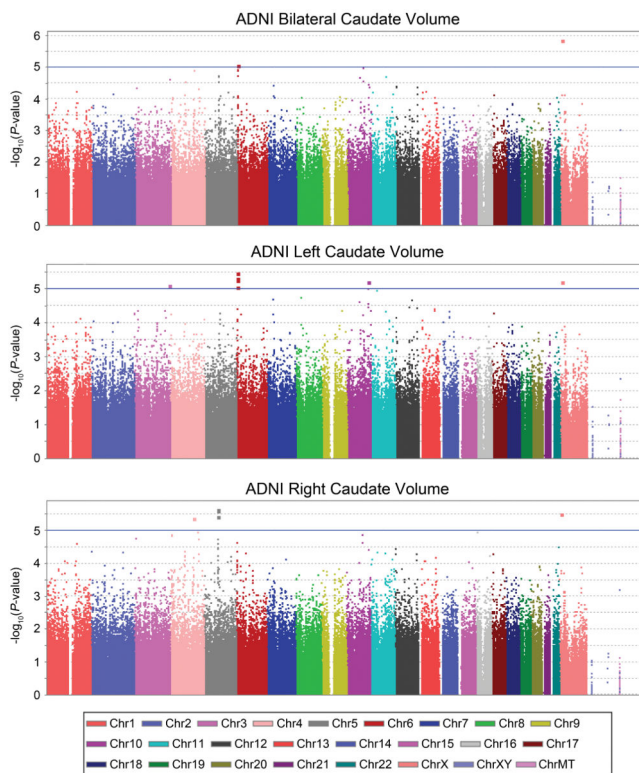 ADNI Bilateral Caudate Volume
6
5
4
3
2
1
0
-log10(P-value)
ADNI Left Caudate Volume
5
4
3
2
1
0
-log10(P-value)
ADNI Right Caudate Volume
5
4
3
2
1
0
-log10(P-value)
Chr1 Chr2 Chr3 Chr4 Chr5 Chr6 Chr7 Chr8 Chr9
Chr10 Chr11 Chr12 Chr13 Chr14 Chr15 Chr16 Chr17
Chr18 Chr19 Chr20 Chr21 Chr22 ChrX ChrXY ChrMT